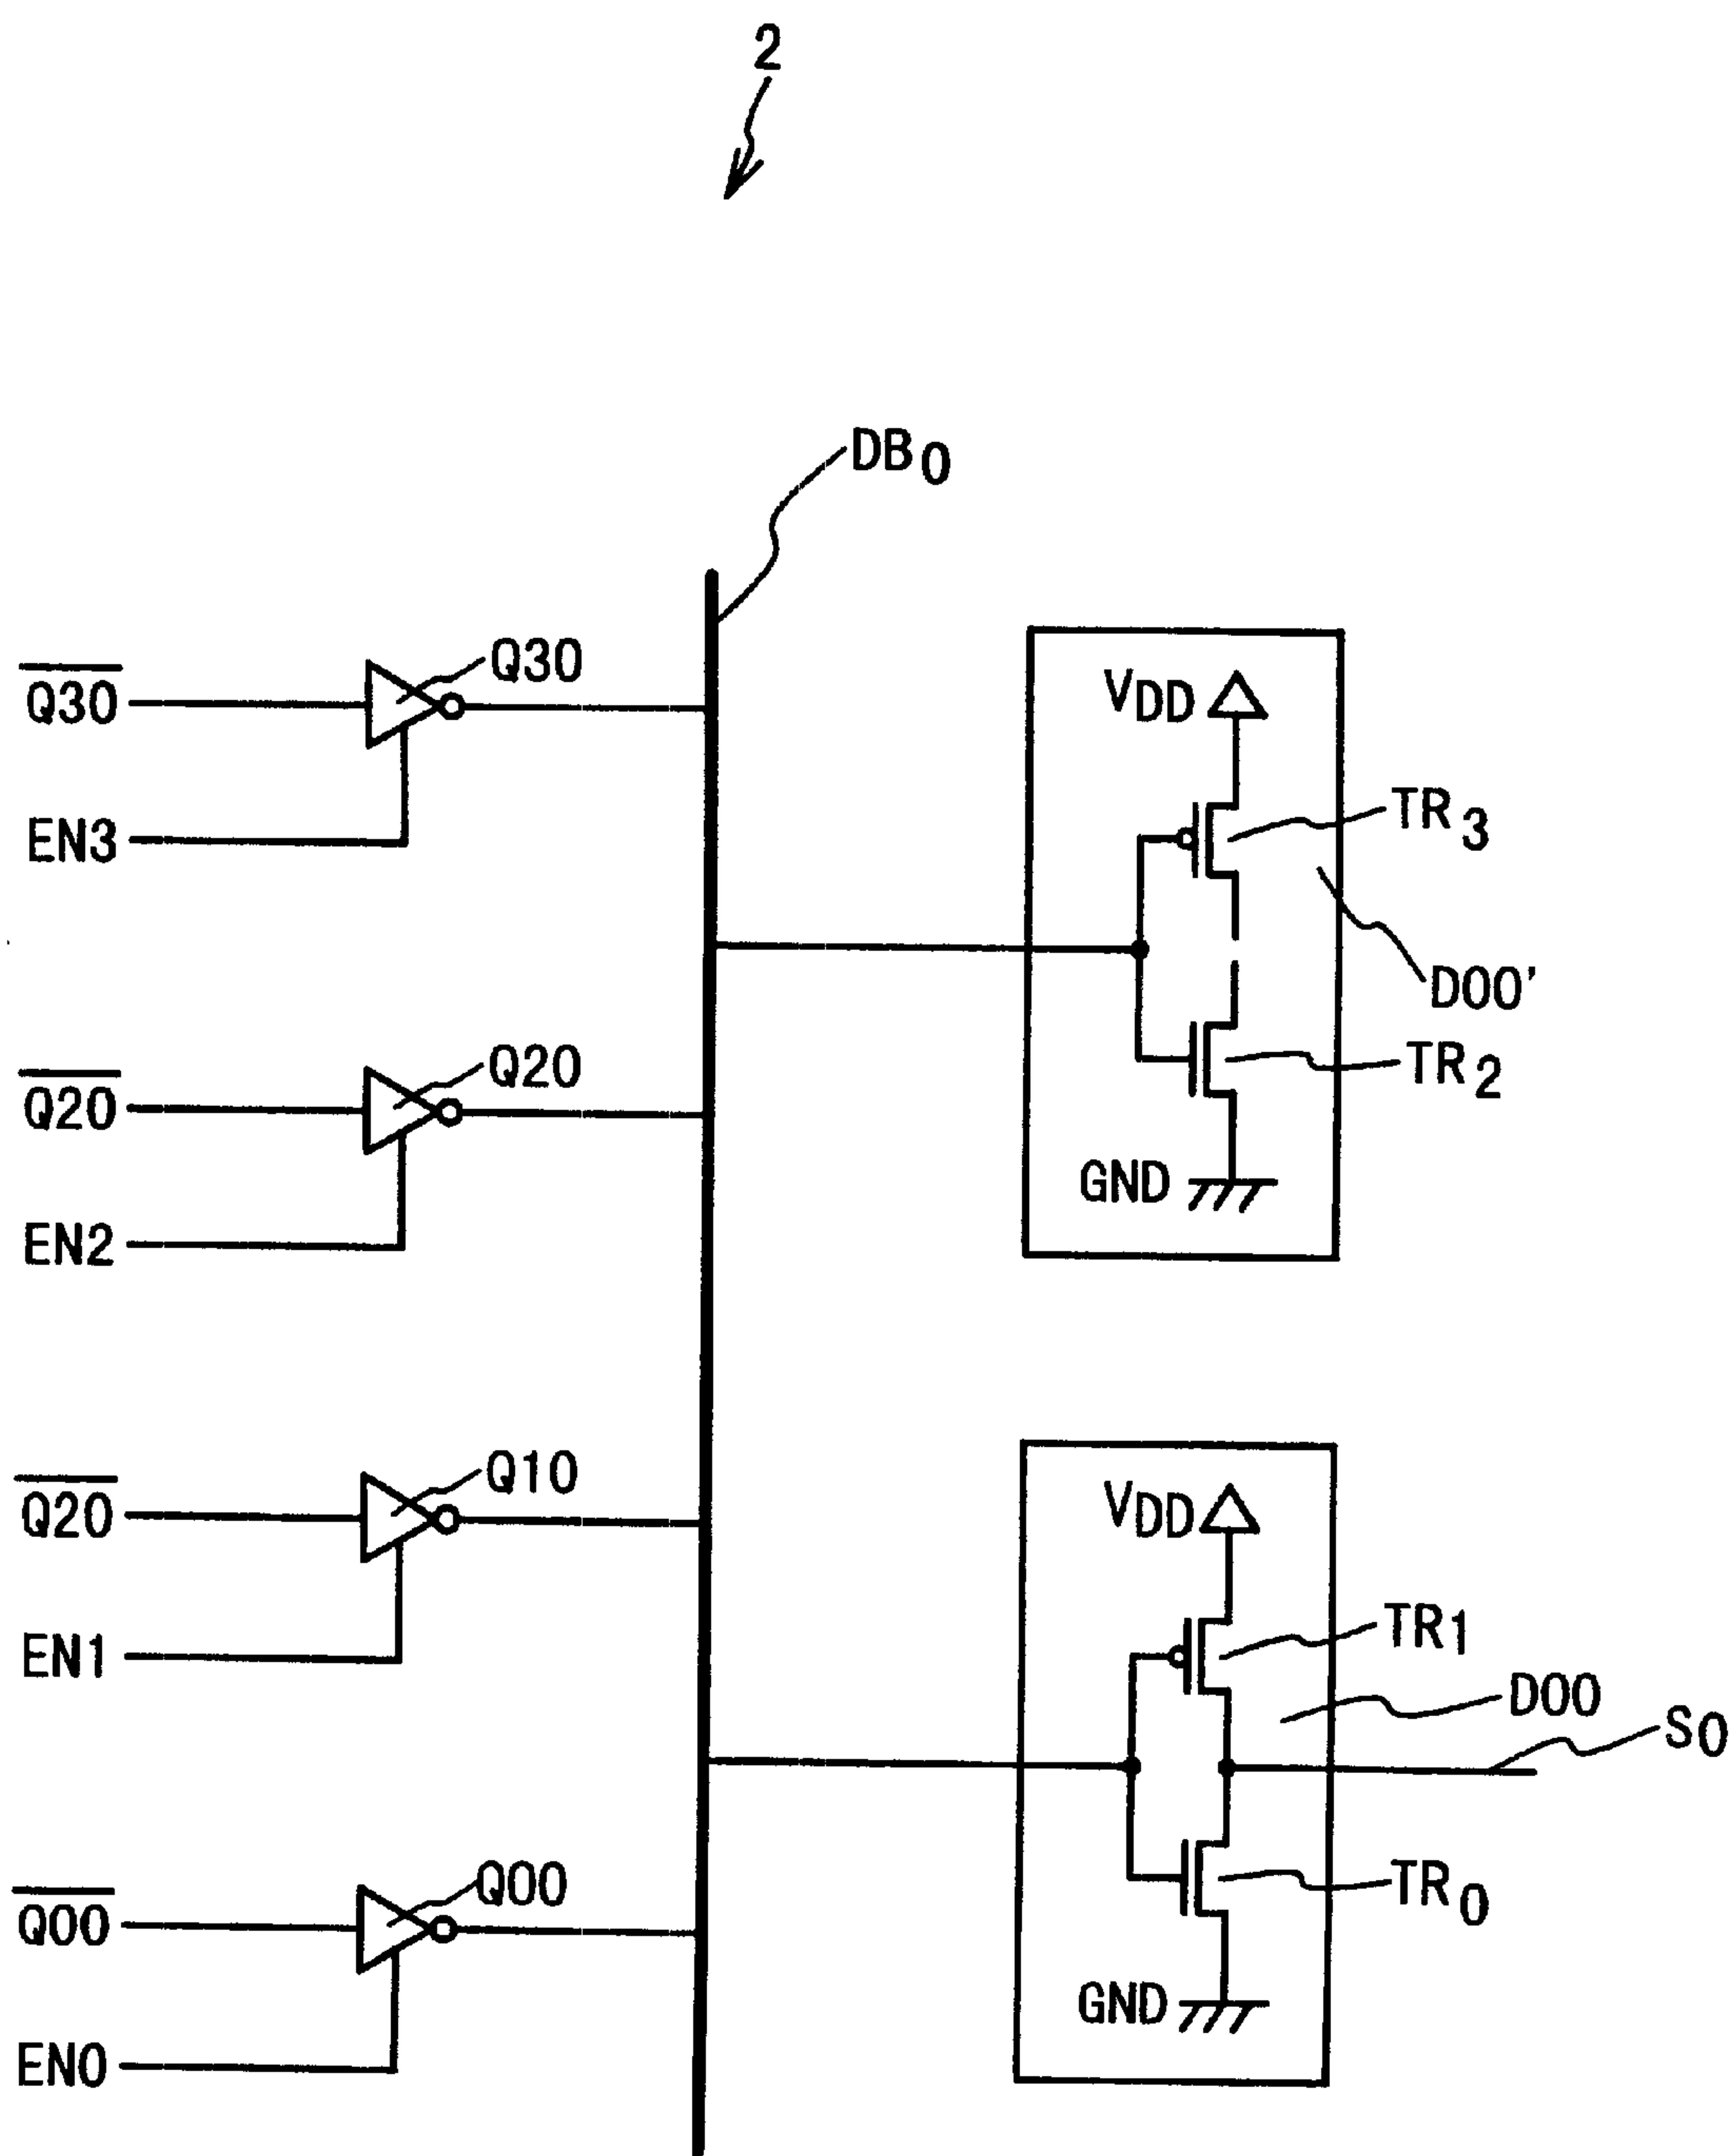 2
DB0
Q30
Q30
VDD
EN3
TR3
D00'
Q20
Q20
TR2
GND
EN2
Q20
Q10
VDD
EN1
TR1
D00
S0
Q00
Q00
TR0
GND
EN0